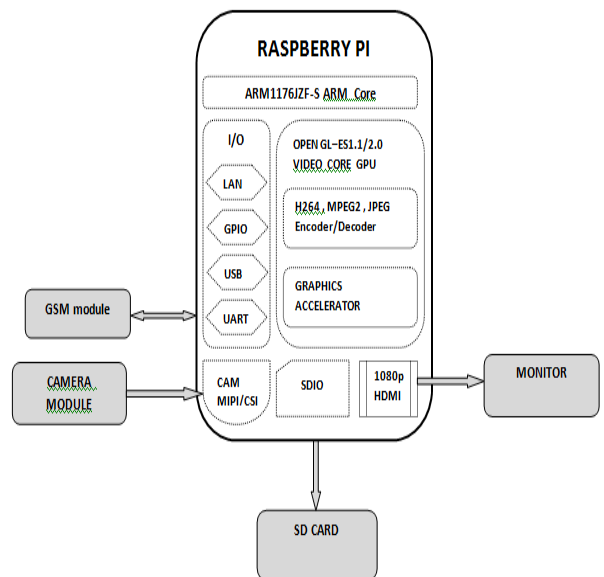 RASPBERRY PI
ARM1176JZF-S ARM Core
I/O
LAN
GPIO
USB
UART
OPEN GL–ES1.1/2.0
VIDEO CORE GPU
H264 , MPEG2 , JPEG
Encoder/Decoder
GRAPHICS
ACCELERATOR
GSM module
CAMERA
MODULE
CAM
MIPI/CSI
SDIO
1080p
HDMI
MONITOR
SD CARD